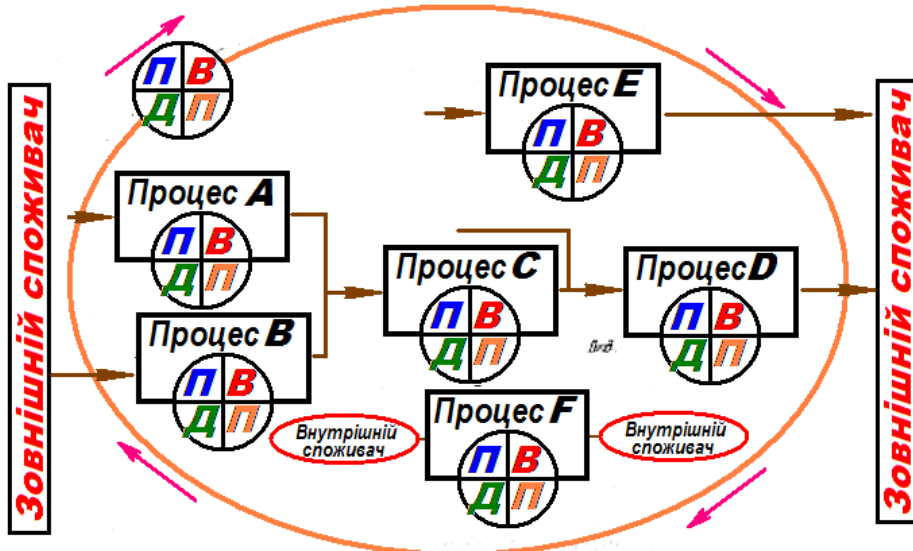 Зовнішній споживач
П В
Д П
Процес E
П В
Д П
Процес A
П В
Д П
Процес B
П В
Д П
Процес C
П В
Д П
Процес D
П В
Д П
Процес F
П В
Д П
Внутрішній
споживач
Внутрішній
споживач
Зовнішній споживач